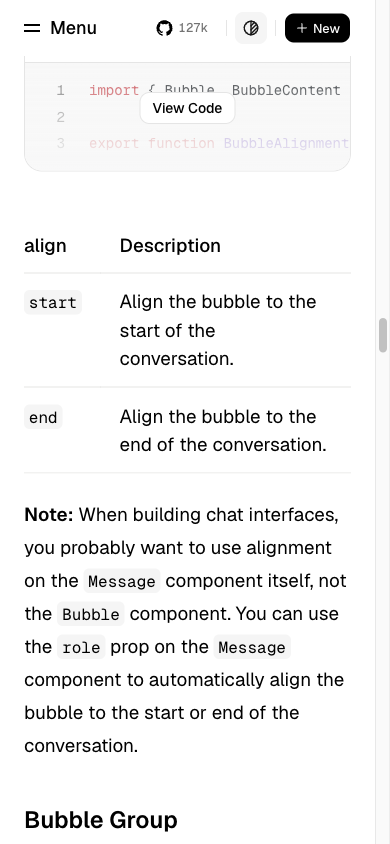 Menu
127k
+ New
1 import { Bubble, BubbleContent
2
View Code
3 export function BubbleAlignment
align Description
start Align the bubble to the
start of the
conversation.
end Align the bubble to the
end of the conversation.
Note: When building chat interfaces,
you probably want to use alignment
on the Message component itself, not
the Bubble component. You can use
the role prop on the Message
component to automatically align the
bubble to the start or end of the
conversation.
Bubble Group